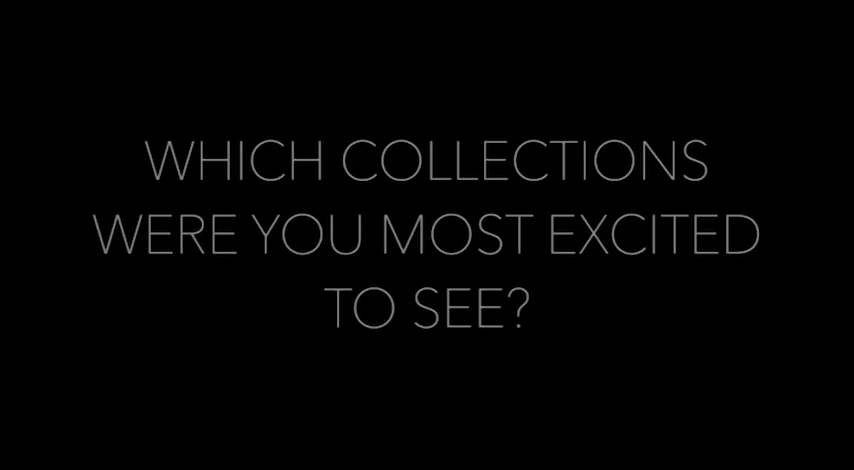 WHICH COLLECTIONS
WERE YOU MOST EXCITED
TO SEE?